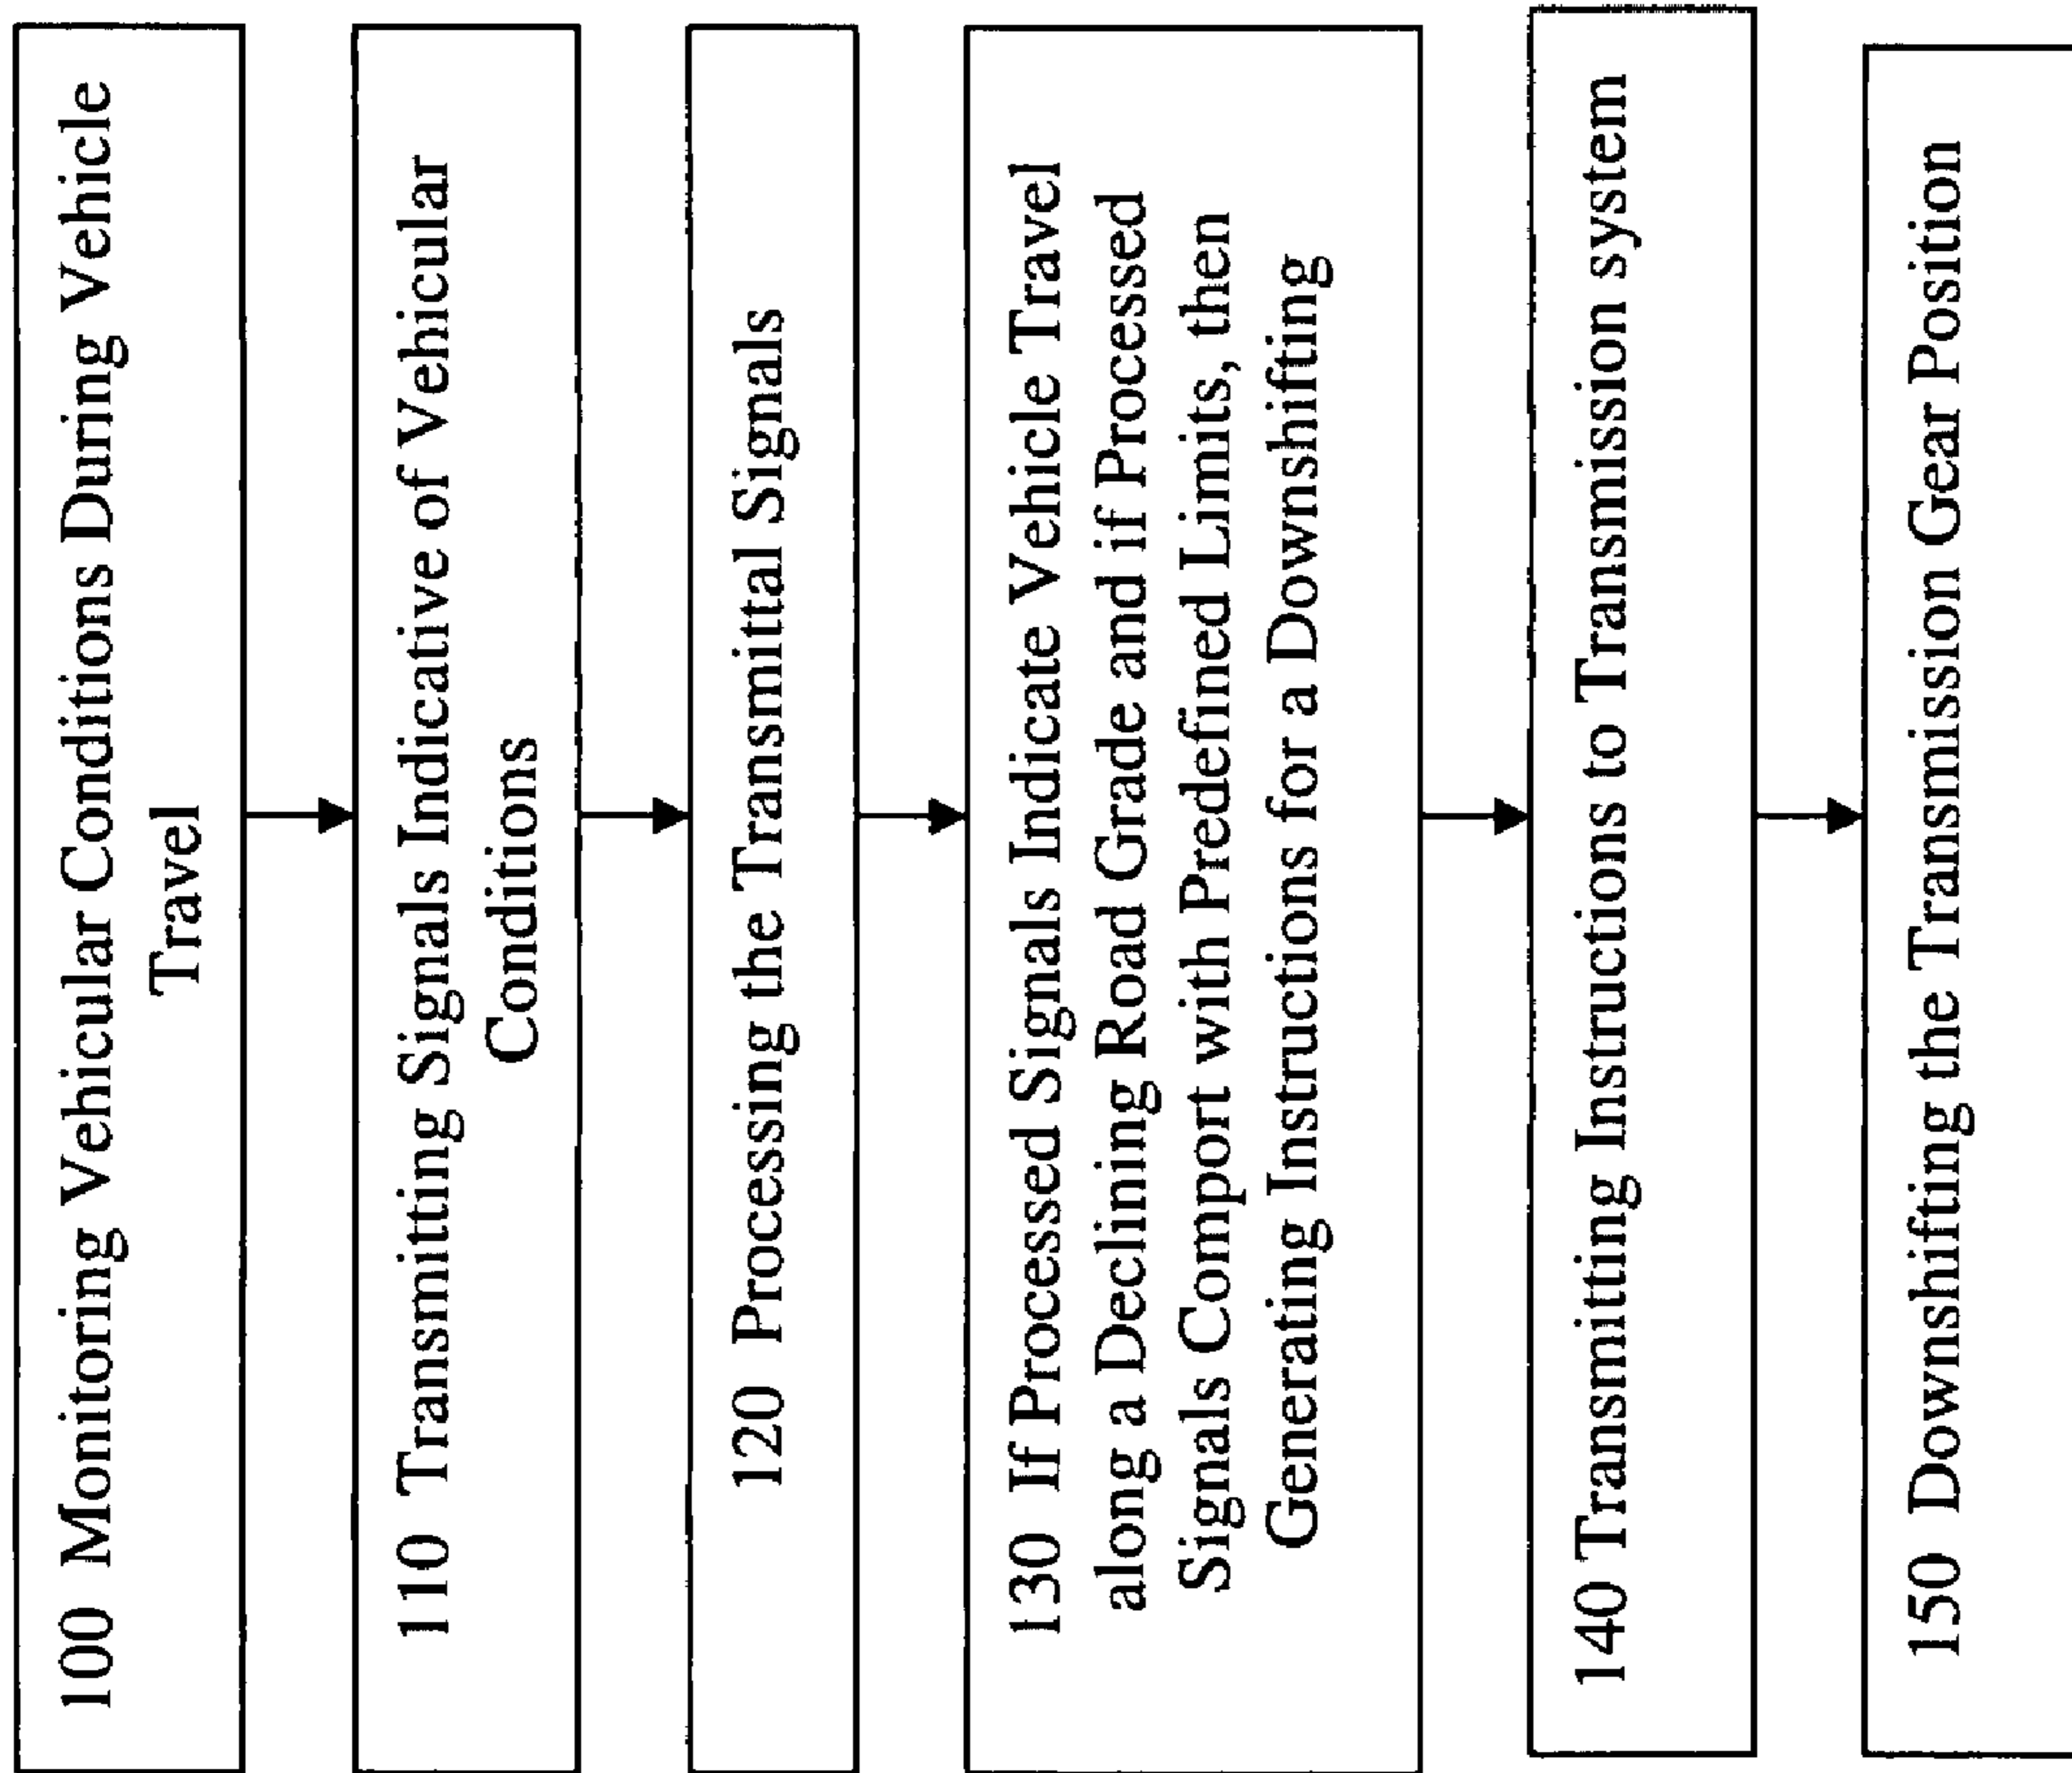 100 Monitoring Vehicular Conditions During Vehicle
Travel
110 Transmitting Signals Indicative of Vehicular
Conditions
120 Processing the Transmittal Signals
130 If Processed Signals Indicate Vehicle Travel
along a Declining Road Grade and if Processed
Signals Comport with Predefined Limits, then
Generating Instructions for a Downshifting
140 Transmitting Instructions to Transmission system
150 Downshifting the Transmission Gear Position